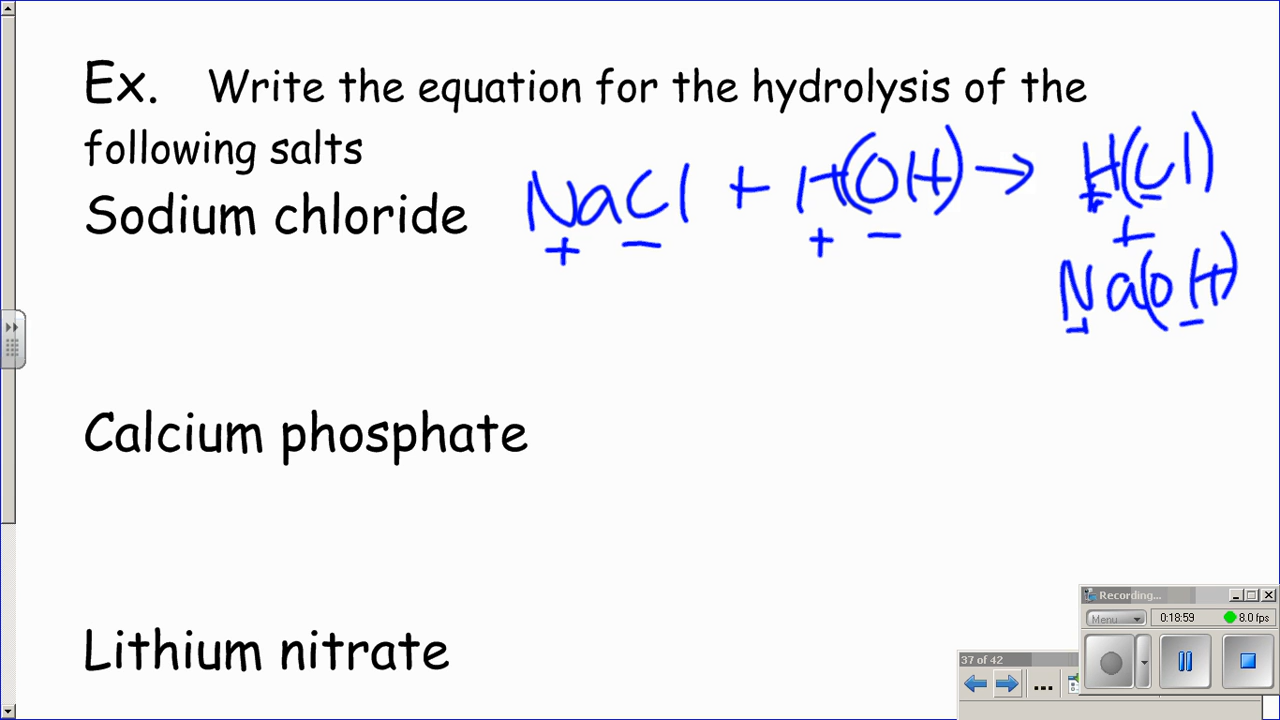 Ex. Write the equation for the hydrolysis of the
following salts
Sodium chloride
NaCl + H(OH) → H(Cl)
+ − + − + −
+
Na(OH)
+ −
Calcium phosphate
Lithium nitrate
Recording...
Menu 0:18:59 8.0 fps
37 of 42
...